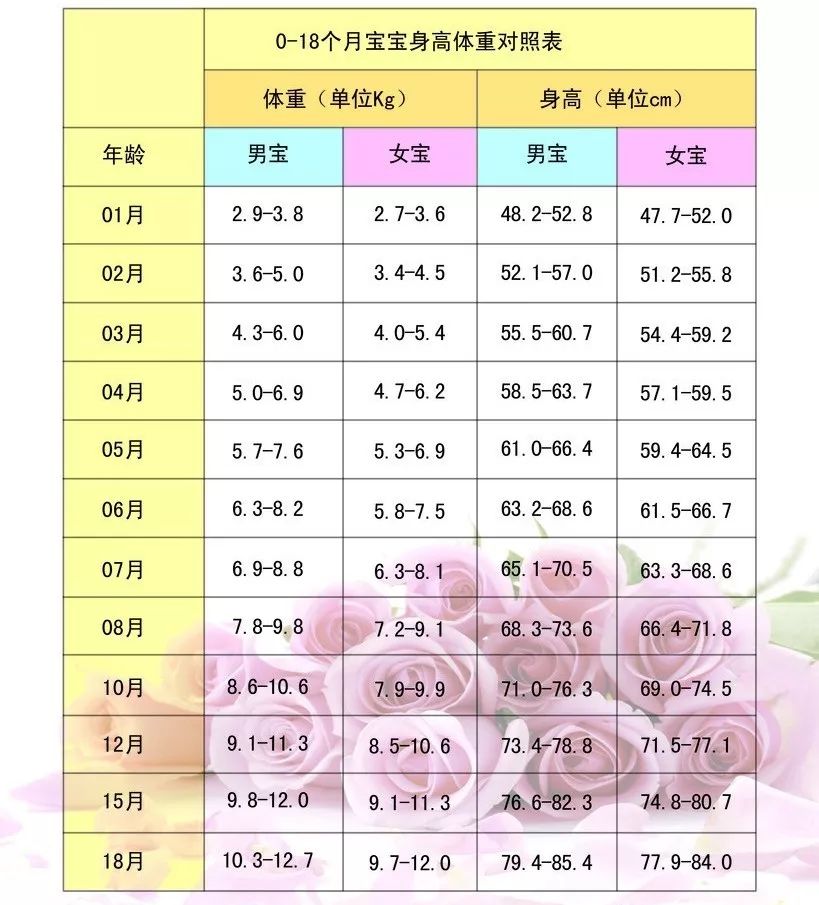 0-18个月宝宝身高体重对照表
体重（单位Kg） 身高（单位cm）
年龄 男宝 女宝 男宝 女宝
01月 2.9-3.8 2.7-3.6 48.2-52.8 47.7-52.0
02月 3.6-5.0 3.4-4.5 52.1-57.0 51.2-55.8
03月 4.3-6.0 4.0-5.4 55.5-60.7 54.4-59.2
04月 5.0-6.9 4.7-6.2 58.5-63.7 57.1-59.5
05月 5.7-7.6 5.3-6.9 61.0-66.4 59.4-64.5
06月 6.3-8.2 5.8-7.5 63.2-68.6 61.5-66.7
07月 6.9-8.8 6.3-8.1 65.1-70.5 63.3-68.6
08月 7.8-9.8 7.2-9.1 68.3-73.6 66.4-71.8
10月 8.6-10.6 7.9-9.9 71.0-76.3 69.0-74.5
12月 9.1-11.3 8.5-10.6 73.4-78.8 71.5-77.1
15月 9.8-12.0 9.1-11.3 76.6-82.3 74.8-80.7
18月 10.3-12.7 9.7-12.0 79.4-85.4 77.9-84.0